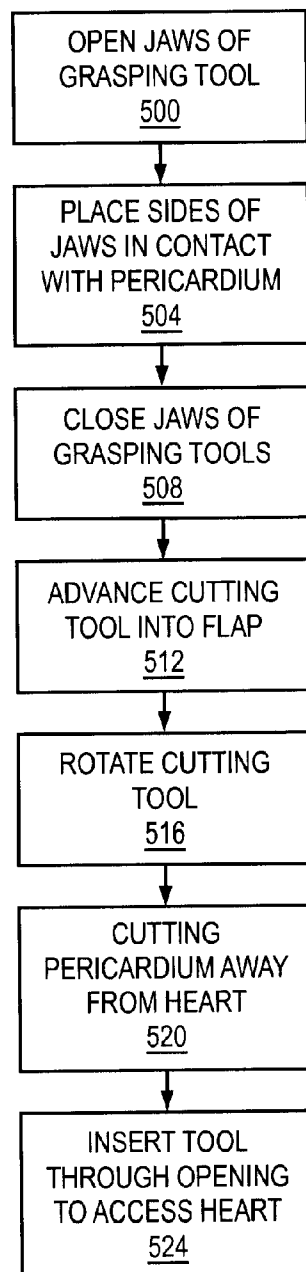 OPEN JAWS OF
GRASPING TOOL
500
PLACE SIDES OF
JAWS IN CONTACT
WITH PERICARDIUM
504
CLOSE JAWS OF
GRASPING TOOLS
508
ADVANCE CUTTING
TOOL INTO FLAP
512
ROTATE CUTTING
TOOL
516
CUTTING
PERICARDIUM AWAY
FROM HEART
520
INSERT TOOL
THROUGH OPENING
TO ACCESS HEART
524